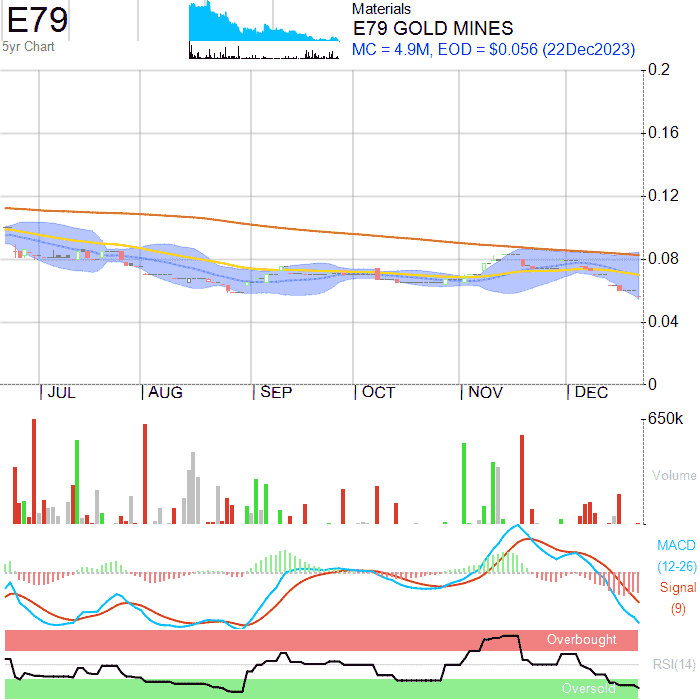 E79
5yr Chart
Materials
E79 GOLD MINES
MC = 4.9M, EOD = $0.056 (22Dec2023)
0.2
0.16
0.12
0.08
0.04
0
JUL AUG SEP OCT NOV DEC
650k
Volume
MACD
(12-26)
Signal
(9)
Overbought
RSI(14)
Oversold